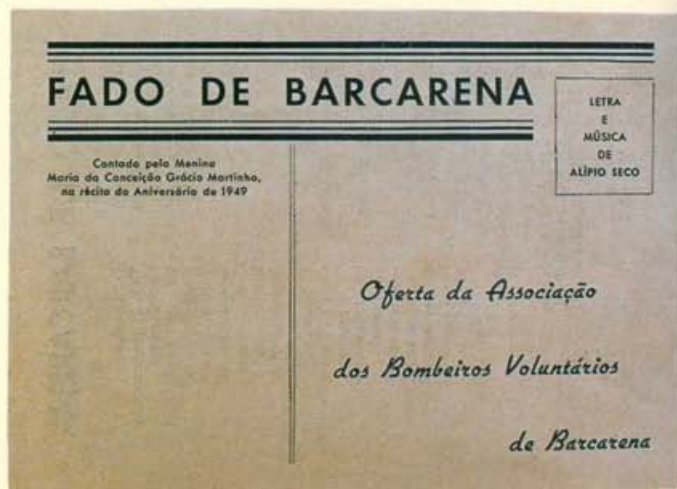 FADO DE BARCARENA
LETRA
E
MÚSICA
DE
ALÍPIO SECO
Cantado pela Menina
Maria da Conceição Grácio Martinho,
na récita do Aniversário de 1949
Oferta da Associação
dos Bombeiros Voluntários
de Barcarena